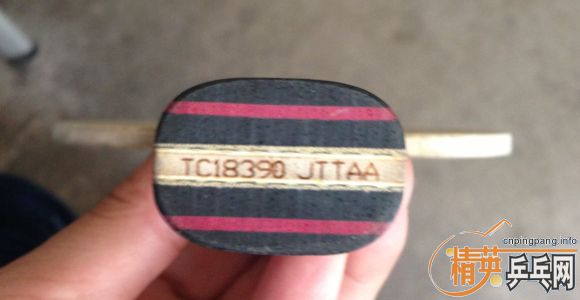 TC18390 JTTAA
cnpingpang.info
精英乒乓网